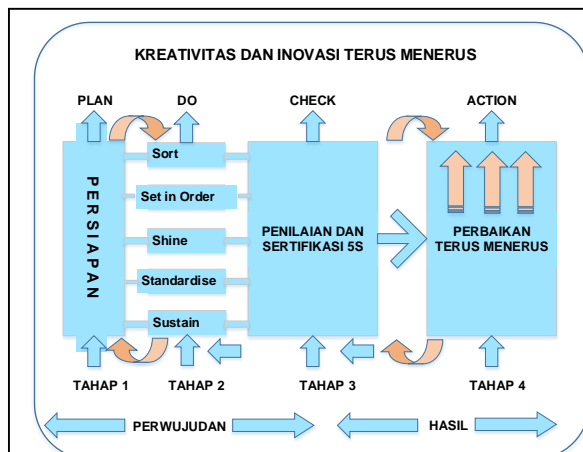 KREATIVITAS DAN INOVASI TERUS MENERUS
PLAN
DO
CHECK
ACTION
PERSIAPAN
Sort
Set in Order
Shine
Standardise
Sustain
PENILAIAN DAN
SERTIFIKASI 5S
PERBAIKAN
TERUS MENERUS
TAHAP 1
TAHAP 2
TAHAP 3
TAHAP 4
PERWUJUDAN
HASIL